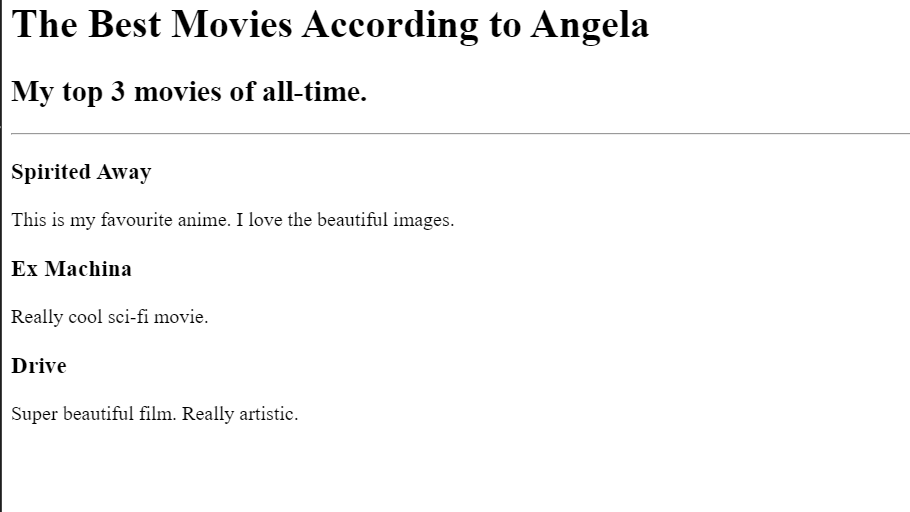 The Best Movies According to Angela
My top 3 movies of all-time.
Spirited Away
This is my favourite anime. I love the beautiful images.
Ex Machina
Really cool sci-fi movie.
Drive
Super beautiful film. Really artistic.